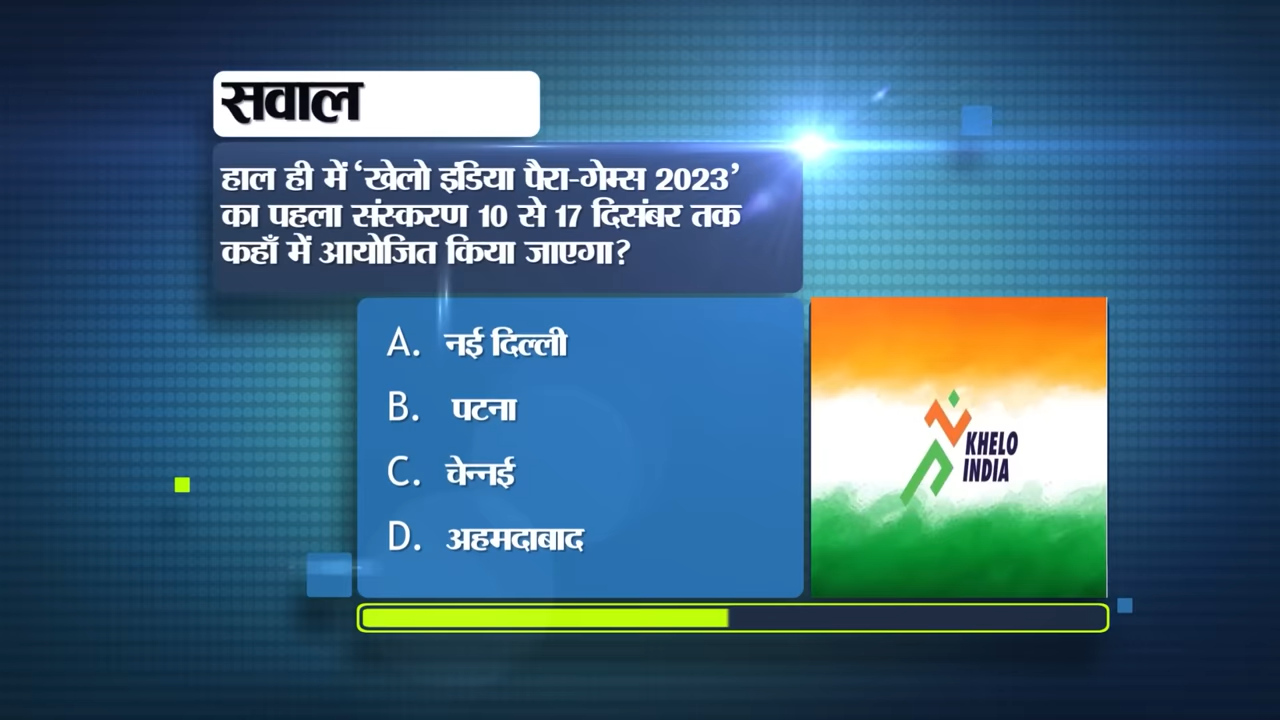 सवाल
हाल ही में ‘खेलो इंडिया पैरा-गेम्स 2023’
का पहला संस्करण 10 से 17 दिसंबर तक
कहाँ में आयोजित किया जाएगा?
A. नई दिल्ली
B. पटना
C. चेन्नई
D. अहमदाबाद
KHELO
INDIA